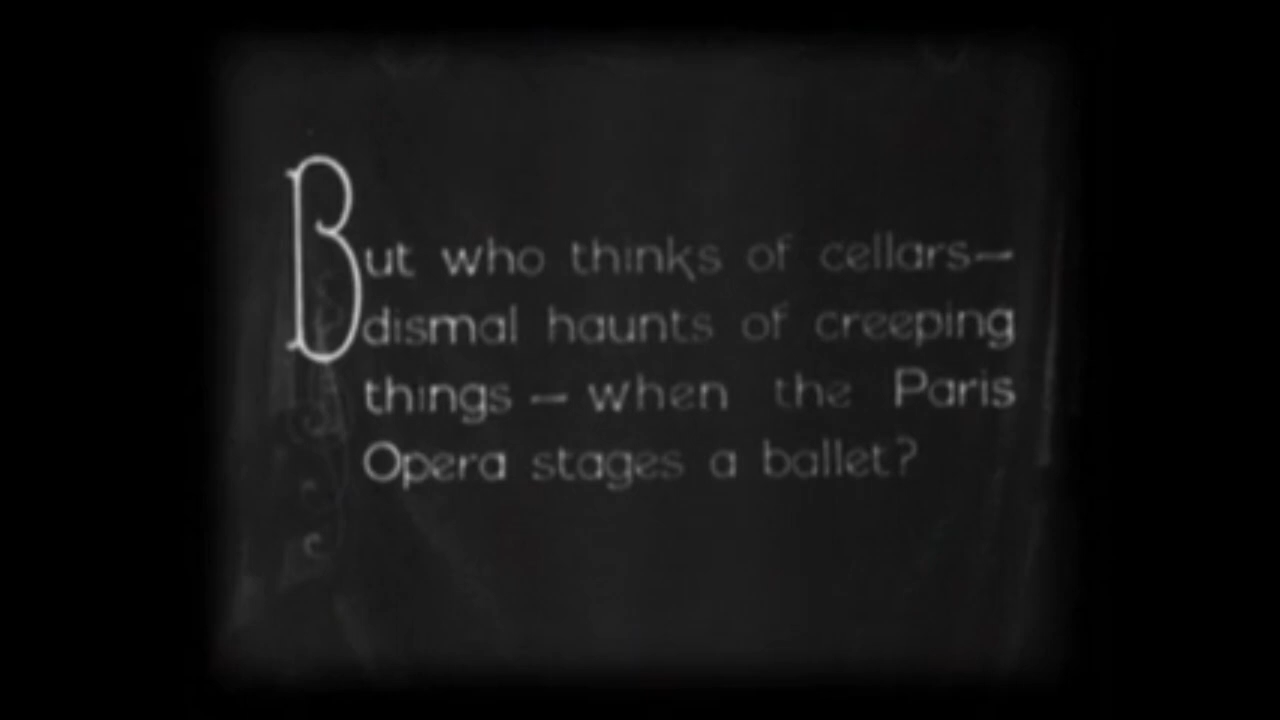 But who thinks of cellars—
dismal haunts of creeping
things — when the Paris
Opera stages a ballet?